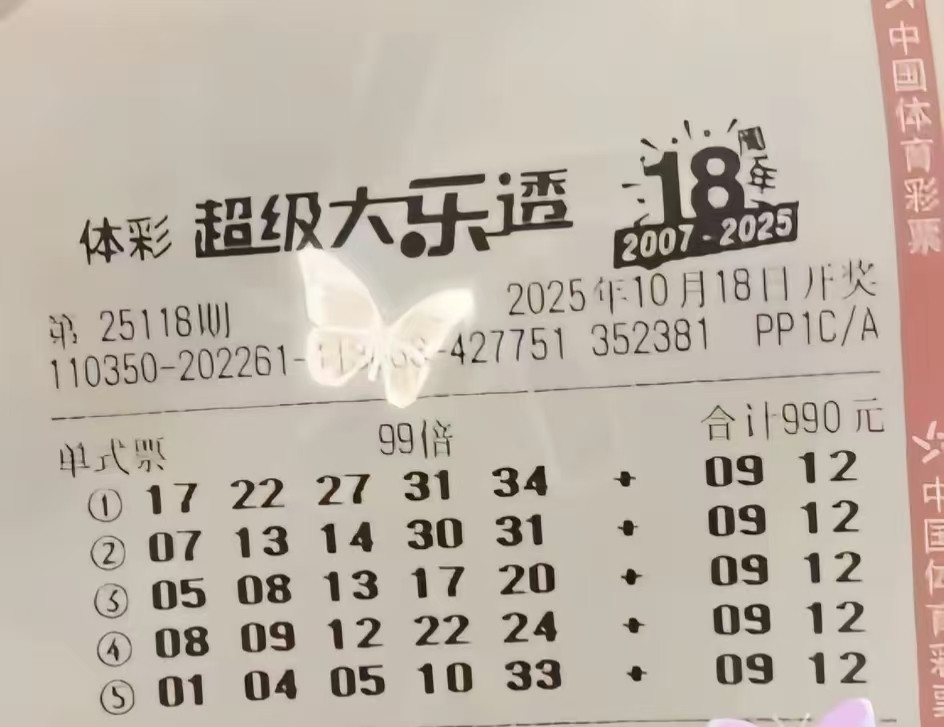 体彩 超级大乐透
18周年
2007-2025
第 25118期 2025年10月18日开奖
110350-202261- -427751 352381 PP1C/A
单式票 99倍 合计990元
① 17 22 27 31 34 + 09 12
② 07 13 14 30 31 + 09 12
③ 05 08 13 17 20 + 09 12
④ 08 09 12 22 24 + 09 12
⑤ 01 04 05 10 33 + 09 12
中国体育彩票
中国体育彩票